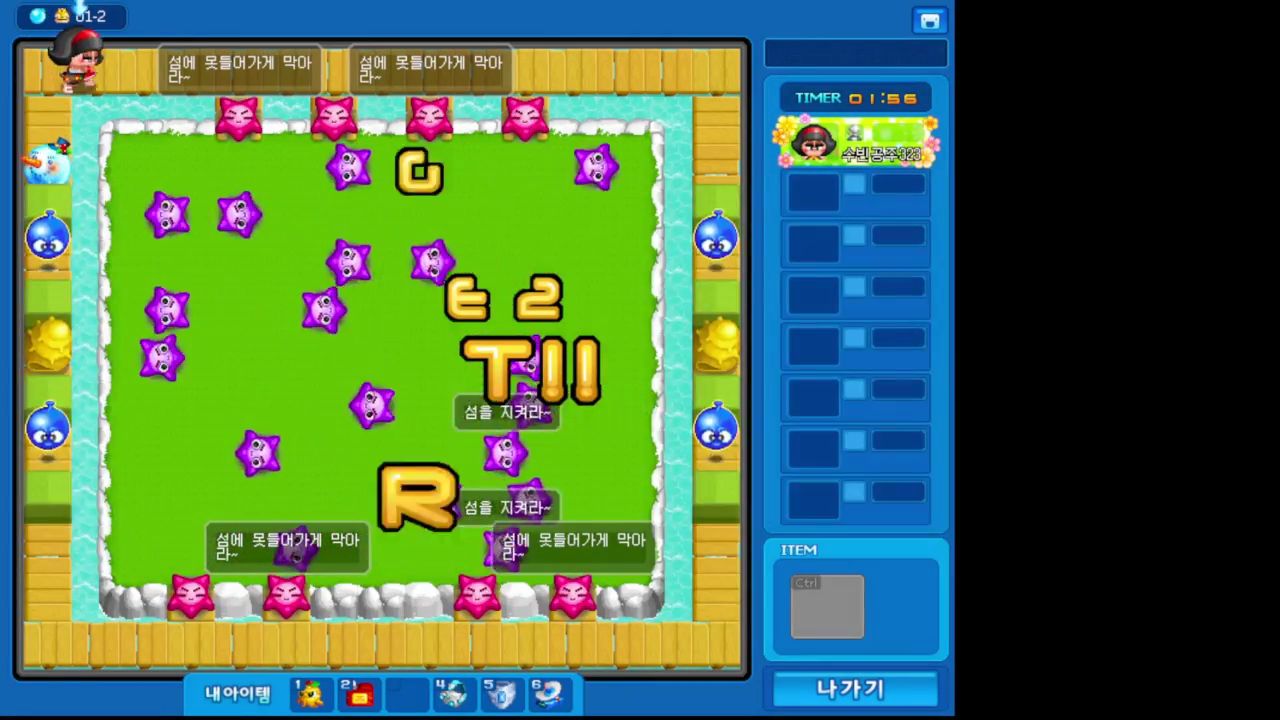 01-2
섬에 못들어가게 막아
라~
섬에 못들어가게 막아
라~
TIMER 01:56
수빈공주023
G
E 2
T!!
섬을 지켜라~
R
섬을 지켜라~
섬에 못들어가게 막아
라~
섬에 못들어가게 막아
라~
ITEM
Ctrl
내아이템
1
2
4
5
6
나가기